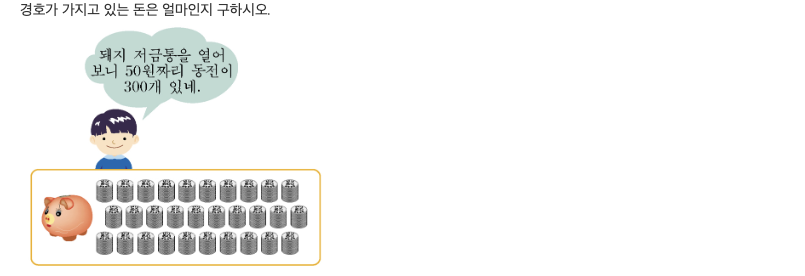 경호가 가지고 있는 돈은 얼마인지 구하시오.
돼지 저금통을 열어
보니 50원짜리 동전이
300개 있네.